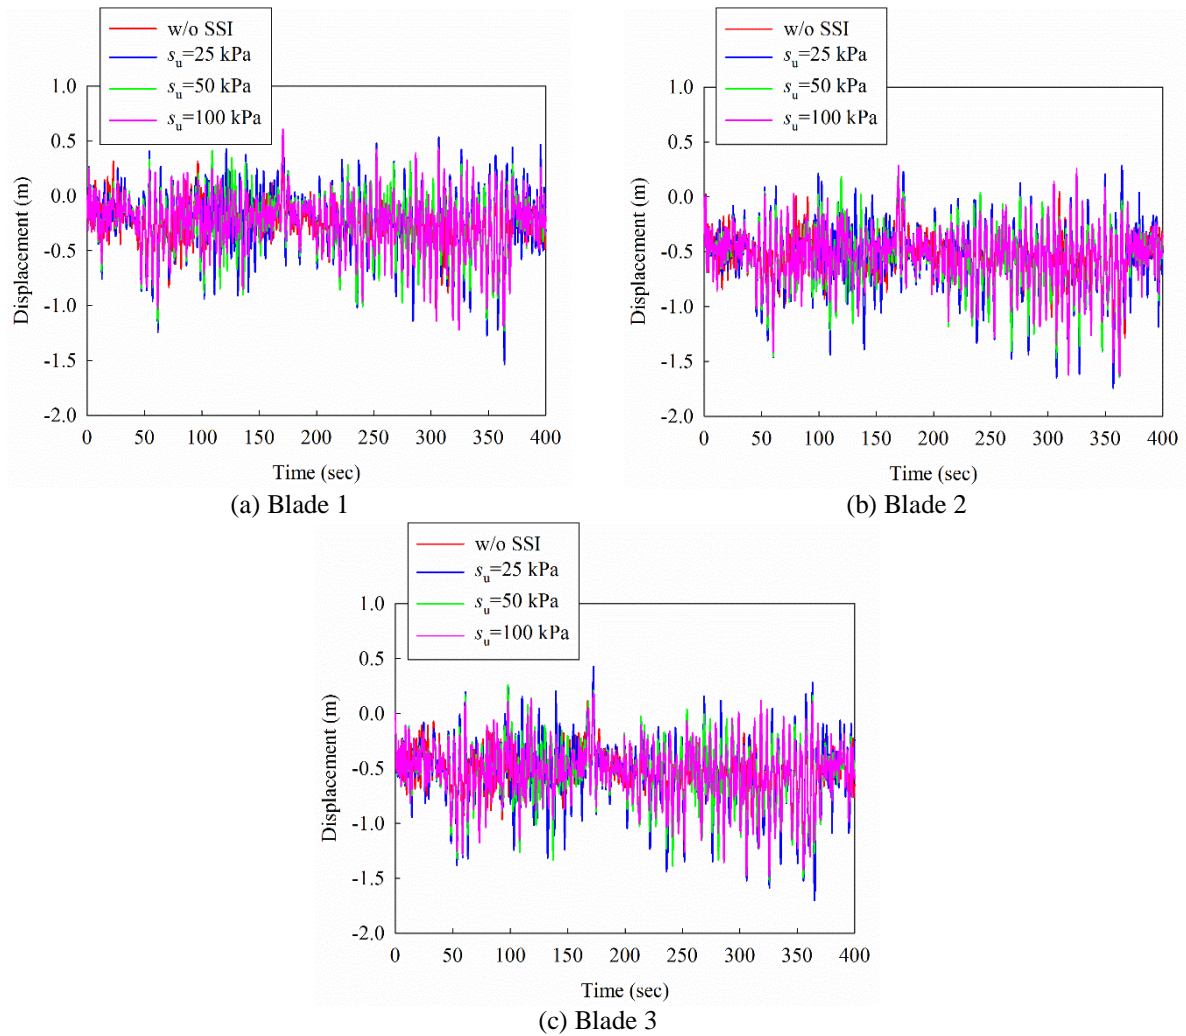 w/o SSI
su=25 kPa
su=50 kPa
su=100 kPa
1.0
0.5
0.0
-0.5
-1.0
-1.5
-2.0
Displacement (m)
0 50 100 150 200 250 300 350 400
Time (sec)
(a) Blade 1
w/o SSI
su=25 kPa
su=50 kPa
su=100 kPa
1.0
0.5
0.0
-0.5
-1.0
-1.5
-2.0
Displacement (m)
0 50 100 150 200 250 300 350 400
Time (sec)
(b) Blade 2
w/o SSI
su=25 kPa
su=50 kPa
su=100 kPa
1.0
0.5
0.0
-0.5
-1.0
-1.5
-2.0
Displacement (m)
0 50 100 150 200 250 300 350 400
Time (sec)
(c) Blade 3